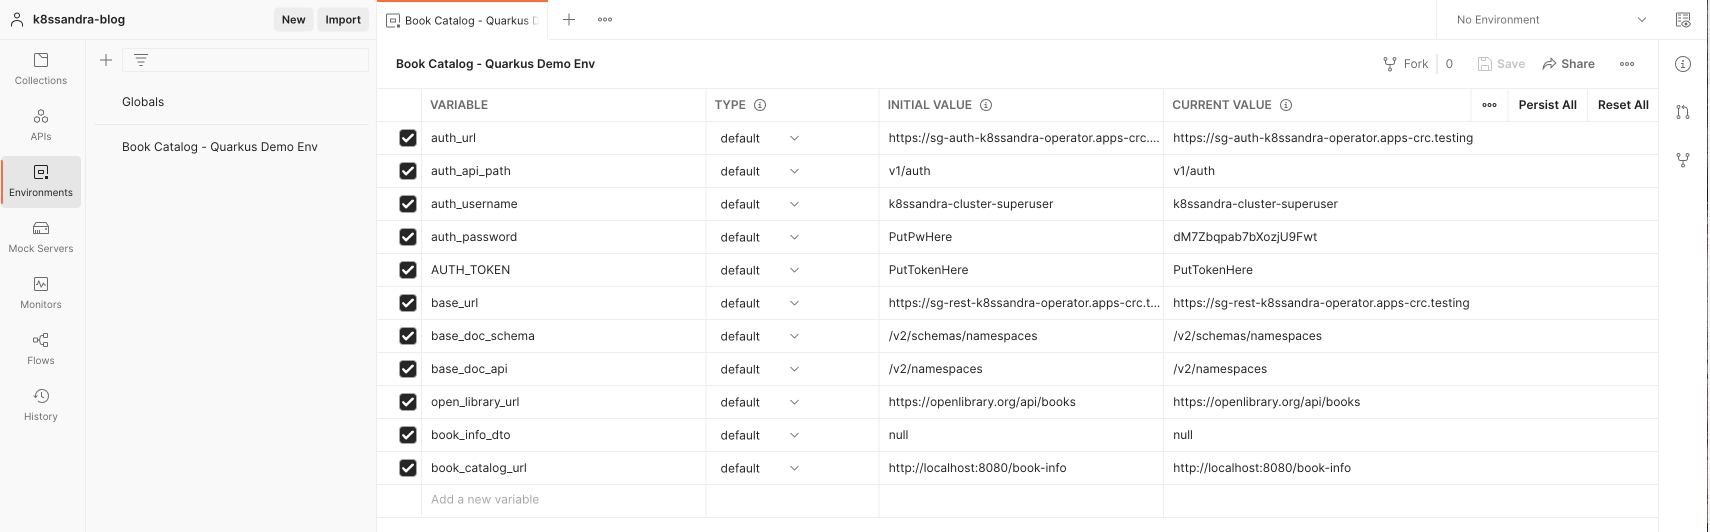 k8ssandra-blog New Import Book Catalog - Quarkus D No Environment
Collections
APIs
Environments
Mock Servers
Monitors
Flows
History
Globals
Book Catalog - Quarkus Demo Env
Book Catalog - Quarkus Demo Env Fork 0 Save Share
VARIABLE TYPE INITIAL VALUE CURRENT VALUE Persist All Reset All
auth_url default https://sg-auth-k8ssandra-operator.apps-crc.... https://sg-auth-k8ssandra-operator.apps-crc.testing
auth_api_path default v1/auth v1/auth
auth_username default k8ssandra-cluster-superuser k8ssandra-cluster-superuser
auth_password default PutPwHere dM7Zbqpab7bXozjU9Fwt
AUTH_TOKEN default PutTokenHere PutTokenHere
base_url default https://sg-rest-k8ssandra-operator.apps-crc.t... https://sg-rest-k8ssandra-operator.apps-crc.testing
base_doc_schema default /v2/schemas/namespaces /v2/schemas/namespaces
base_doc_api default /v2/namespaces /v2/namespaces
open_library_url default https://openlibrary.org/api/books https://openlibrary.org/api/books
book_info_dto default null null
book_catalog_url default http://localhost:8080/book-info http://localhost:8080/book-info
Add a new variable